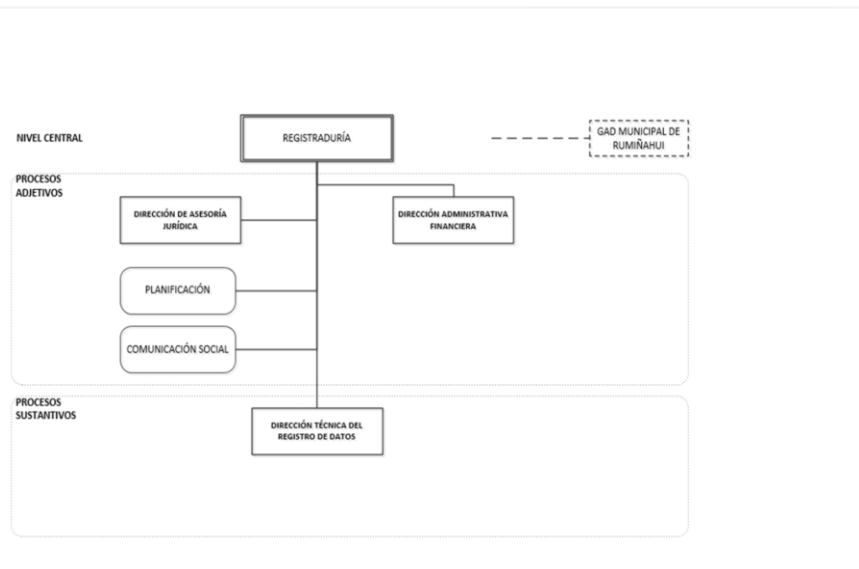 NIVEL CENTRAL
REGISTRADURÍA
GAD MUNICIPAL DE
RUMIÑAHUI
PROCESOS
ADJETIVOS
DIRECCIÓN DE ASESORÍA
JURÍDICA
DIRECCIÓN ADMINISTRATIVA
FINANCIERA
PLANIFICACIÓN
COMUNICACIÓN SOCIAL
PROCESOS
SUSTANTIVOS
DIRECCIÓN TÉCNICA DEL
REGISTRO DE DATOS